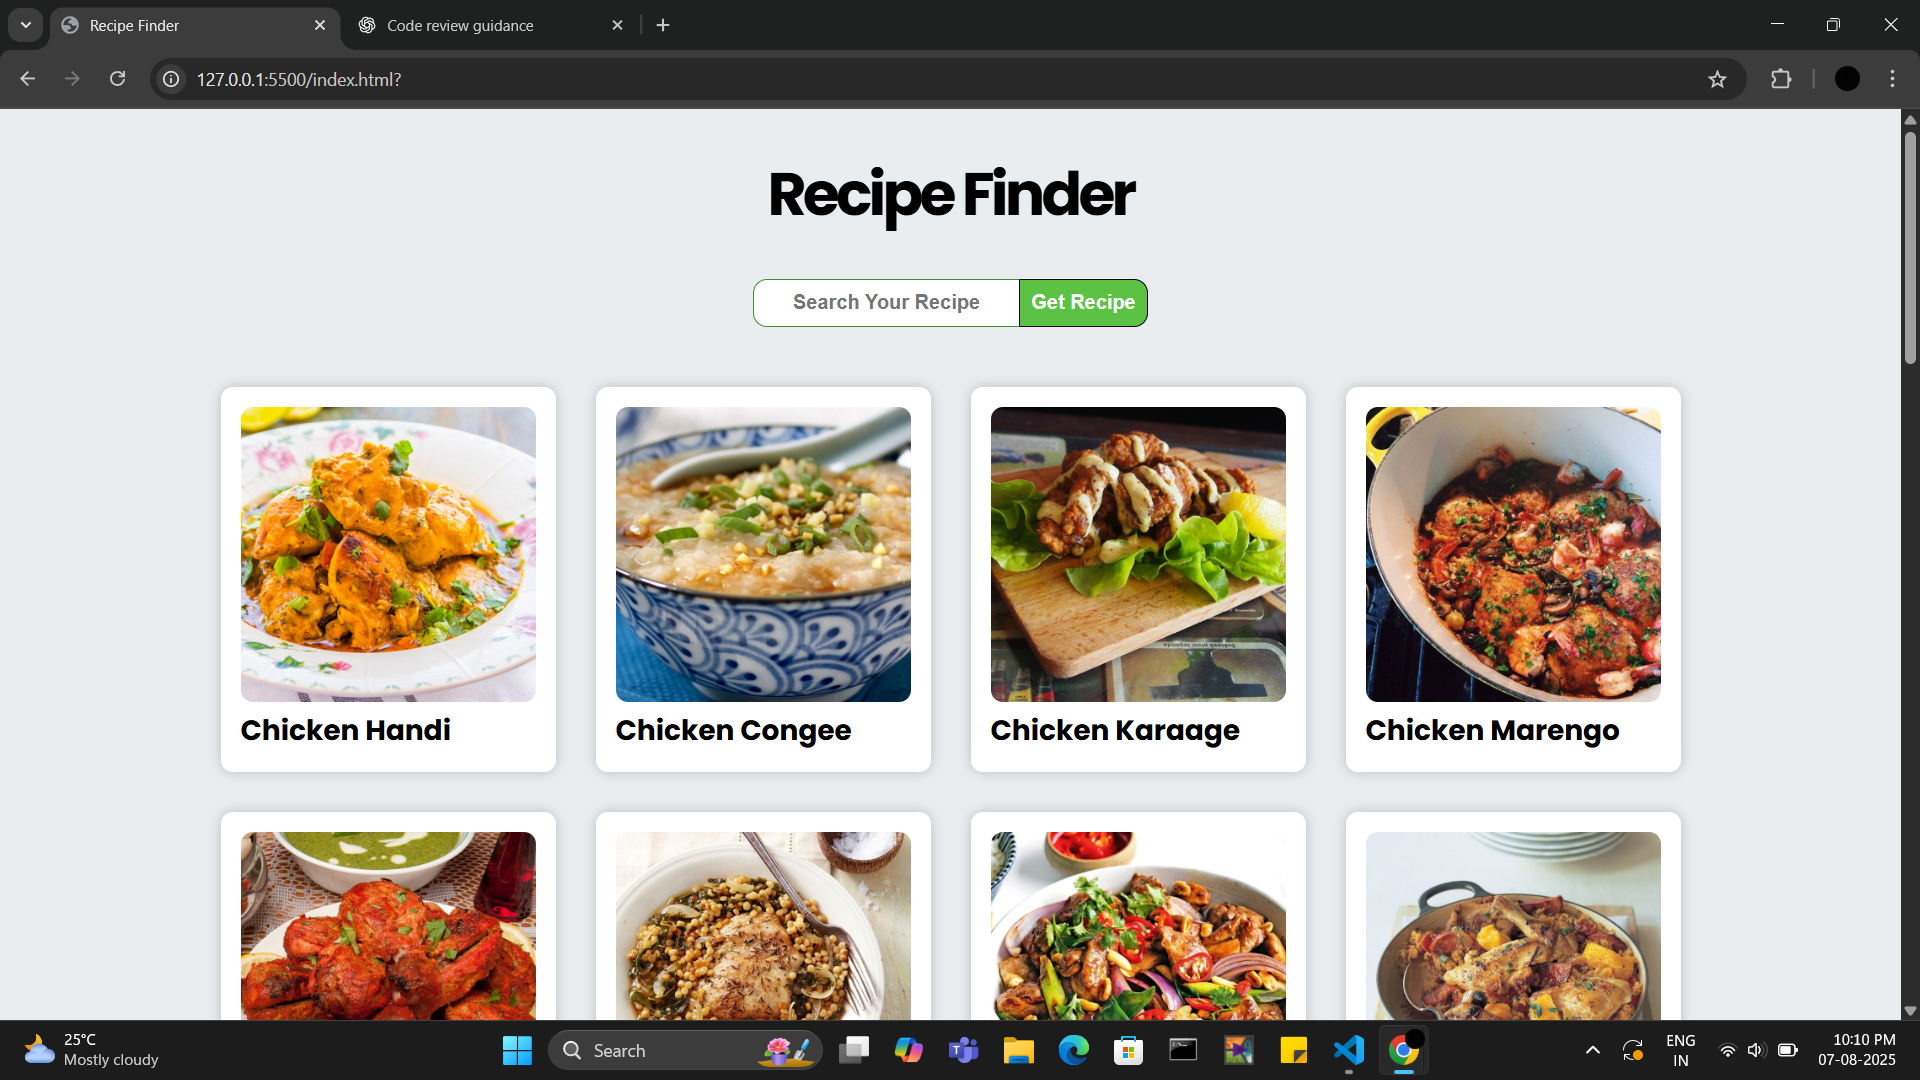 Recipe Finder
Code review guidance
127.0.0.1:5500/index.html?
Recipe Finder
Search Your Recipe
Get Recipe
Chicken Handi
Chicken Congee
Chicken Karaage
Chicken Marengo
25°C
Mostly cloudy
Search
ENG
IN
10:10 PM
07-08-2025